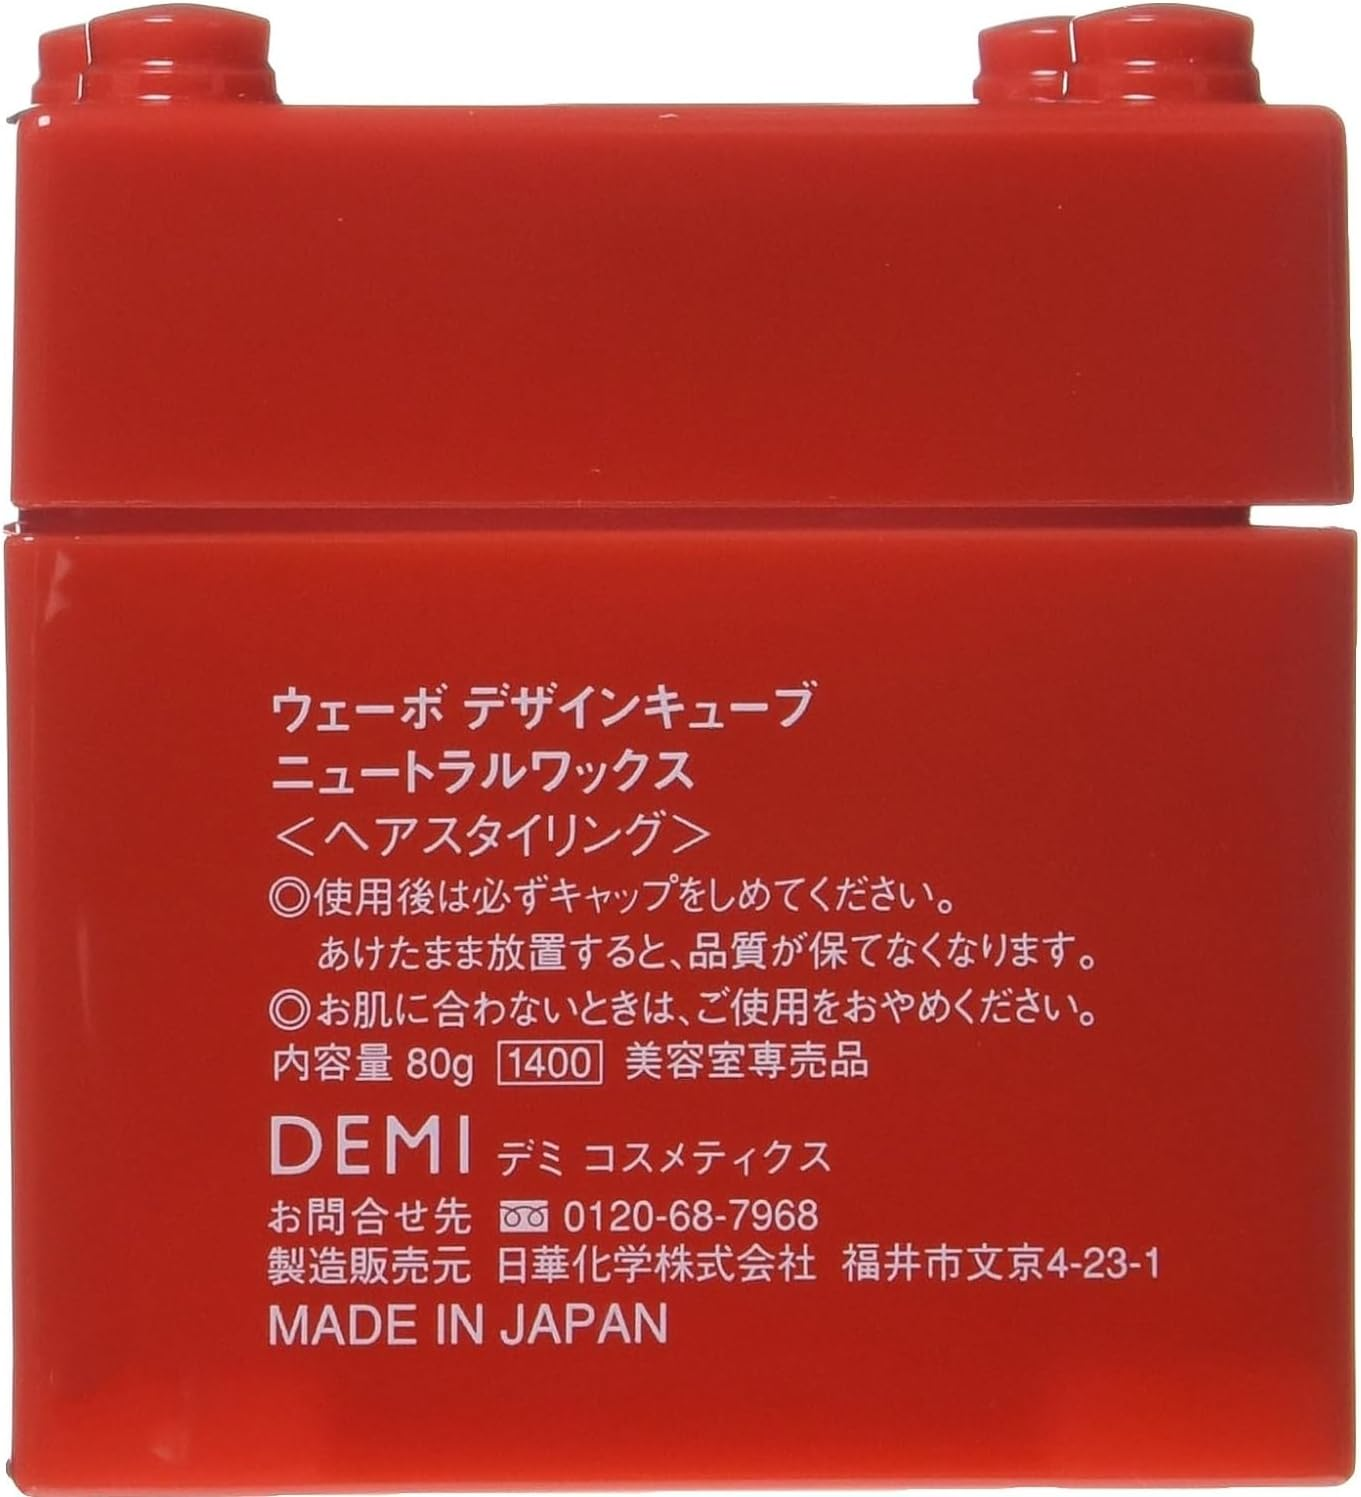 ウェーボ デザインキューブ
ニュートラルワックス
＜ヘアスタイリング＞
◎使用後は必ずキャップをしめてください。
あけたまま放置すると、品質が保てなくなります。
◎お肌に合わないときは、ご使用をおやめください。
内容量 80g 1400 美容室専売品
DEMI デミ コスメティクス
お問合せ先 0120-68-7968
製造販売元 日華化学株式会社 福井市文京4-23-1
MADE IN JAPAN